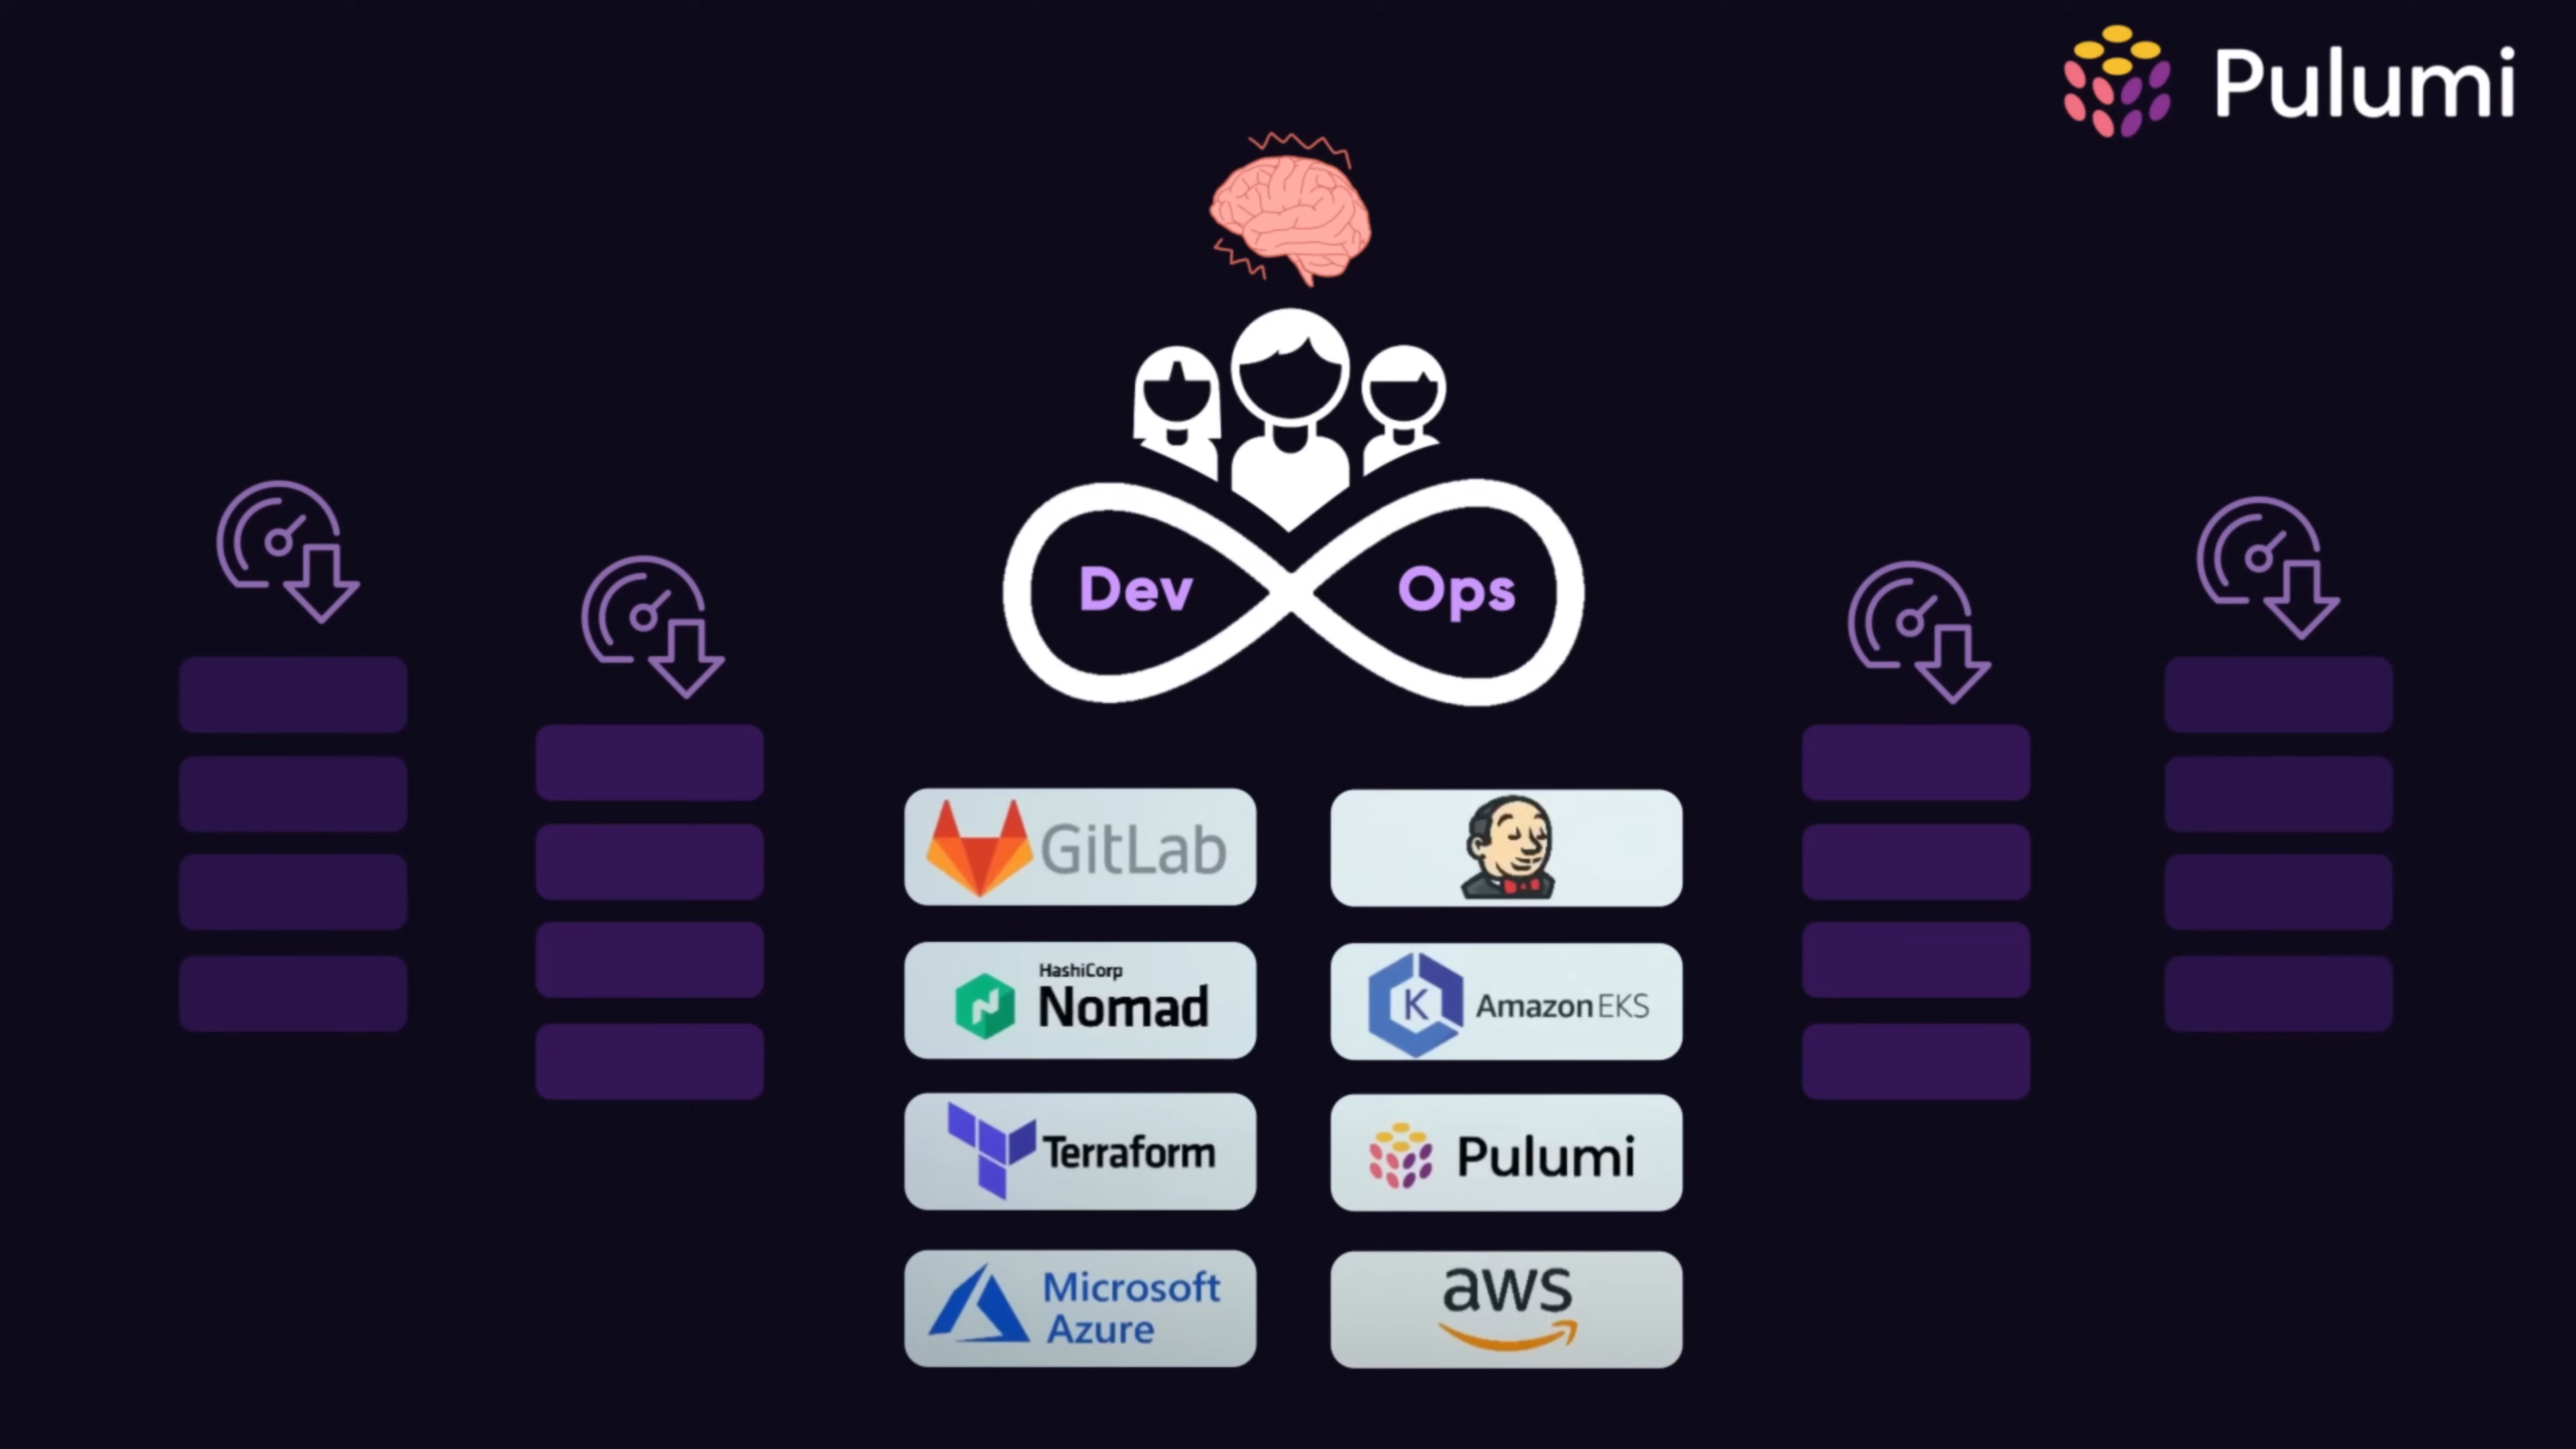 Pulumi
Dev
Ops
GitLab
HashiCorp
Nomad
K
Amazon EKS
Terraform
Pulumi
Microsoft
Azure
aws